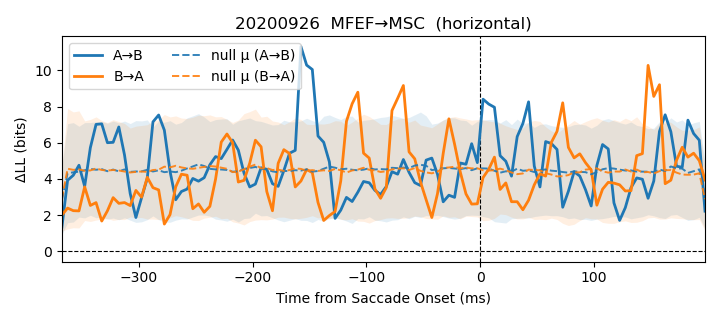 20200926  MFEF→MSC  (horizontal)
A→B
B→A
null μ (A→B)
null μ (B→A)
ΔLL (bits)
10
8
6
4
2
0
−300
−200
−100
0
100
Time from Saccade Onset (ms)